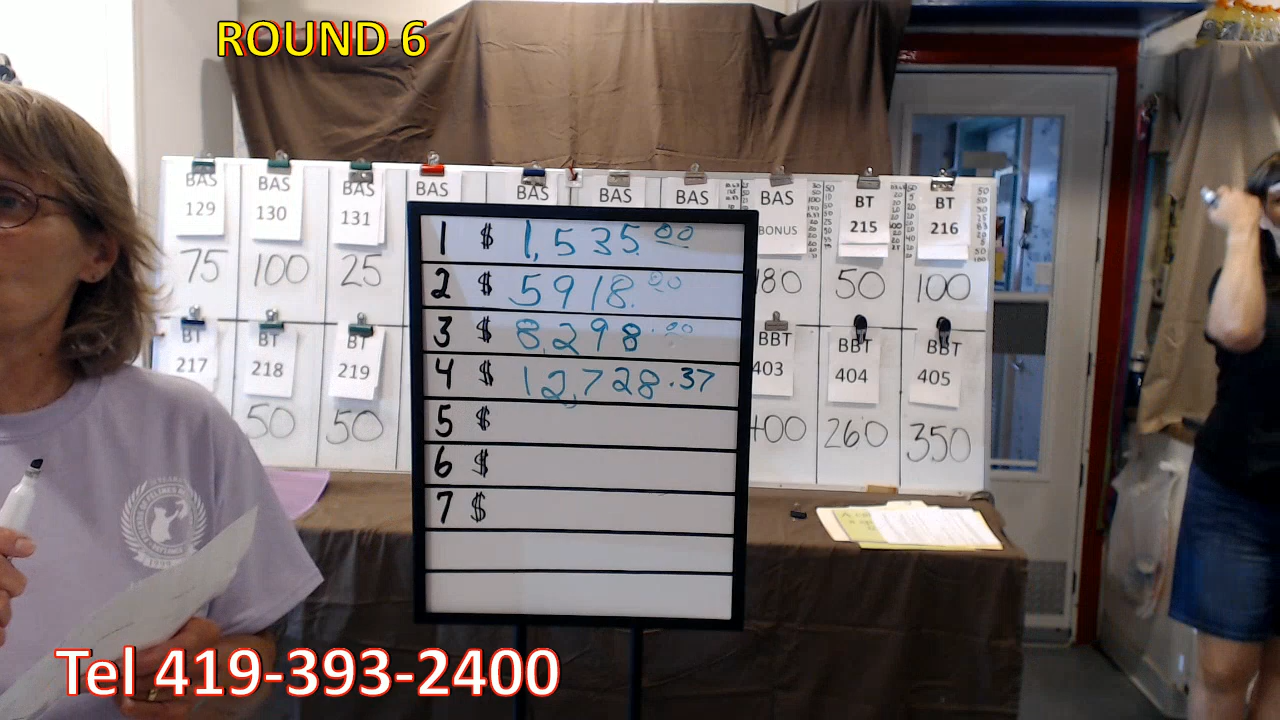 ROUND 6
BAS 129
BAS 130
BAS 131
BAS
BAS
BAS
BAS
BAS BONUS
BT 215
BT 216
75
100
25
180
50
100
1 $ 1,535.00
2 $ 5918.00
3 $ 8,298.00
4 $ 12,728.37
5 $
6 $
7 $
BT 217
BT 218
BT 219
BBT 403
BBT 404
BBT 405
50
50
400
260
350
Tel 419-393-2400